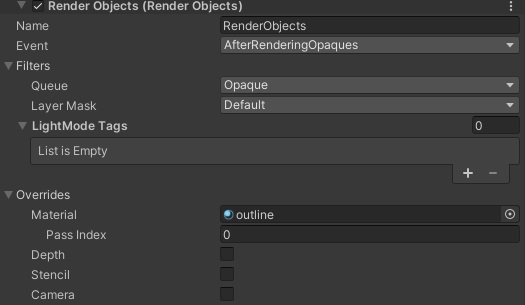 Render Objects (Render Objects)
Name RenderObjects
Event AfterRenderingOpaques
Filters
Queue Opaque
Layer Mask Default
LightMode Tags 0
List is Empty
+ −
Overrides
Material outline
Pass Index 0
Depth
Stencil
Camera